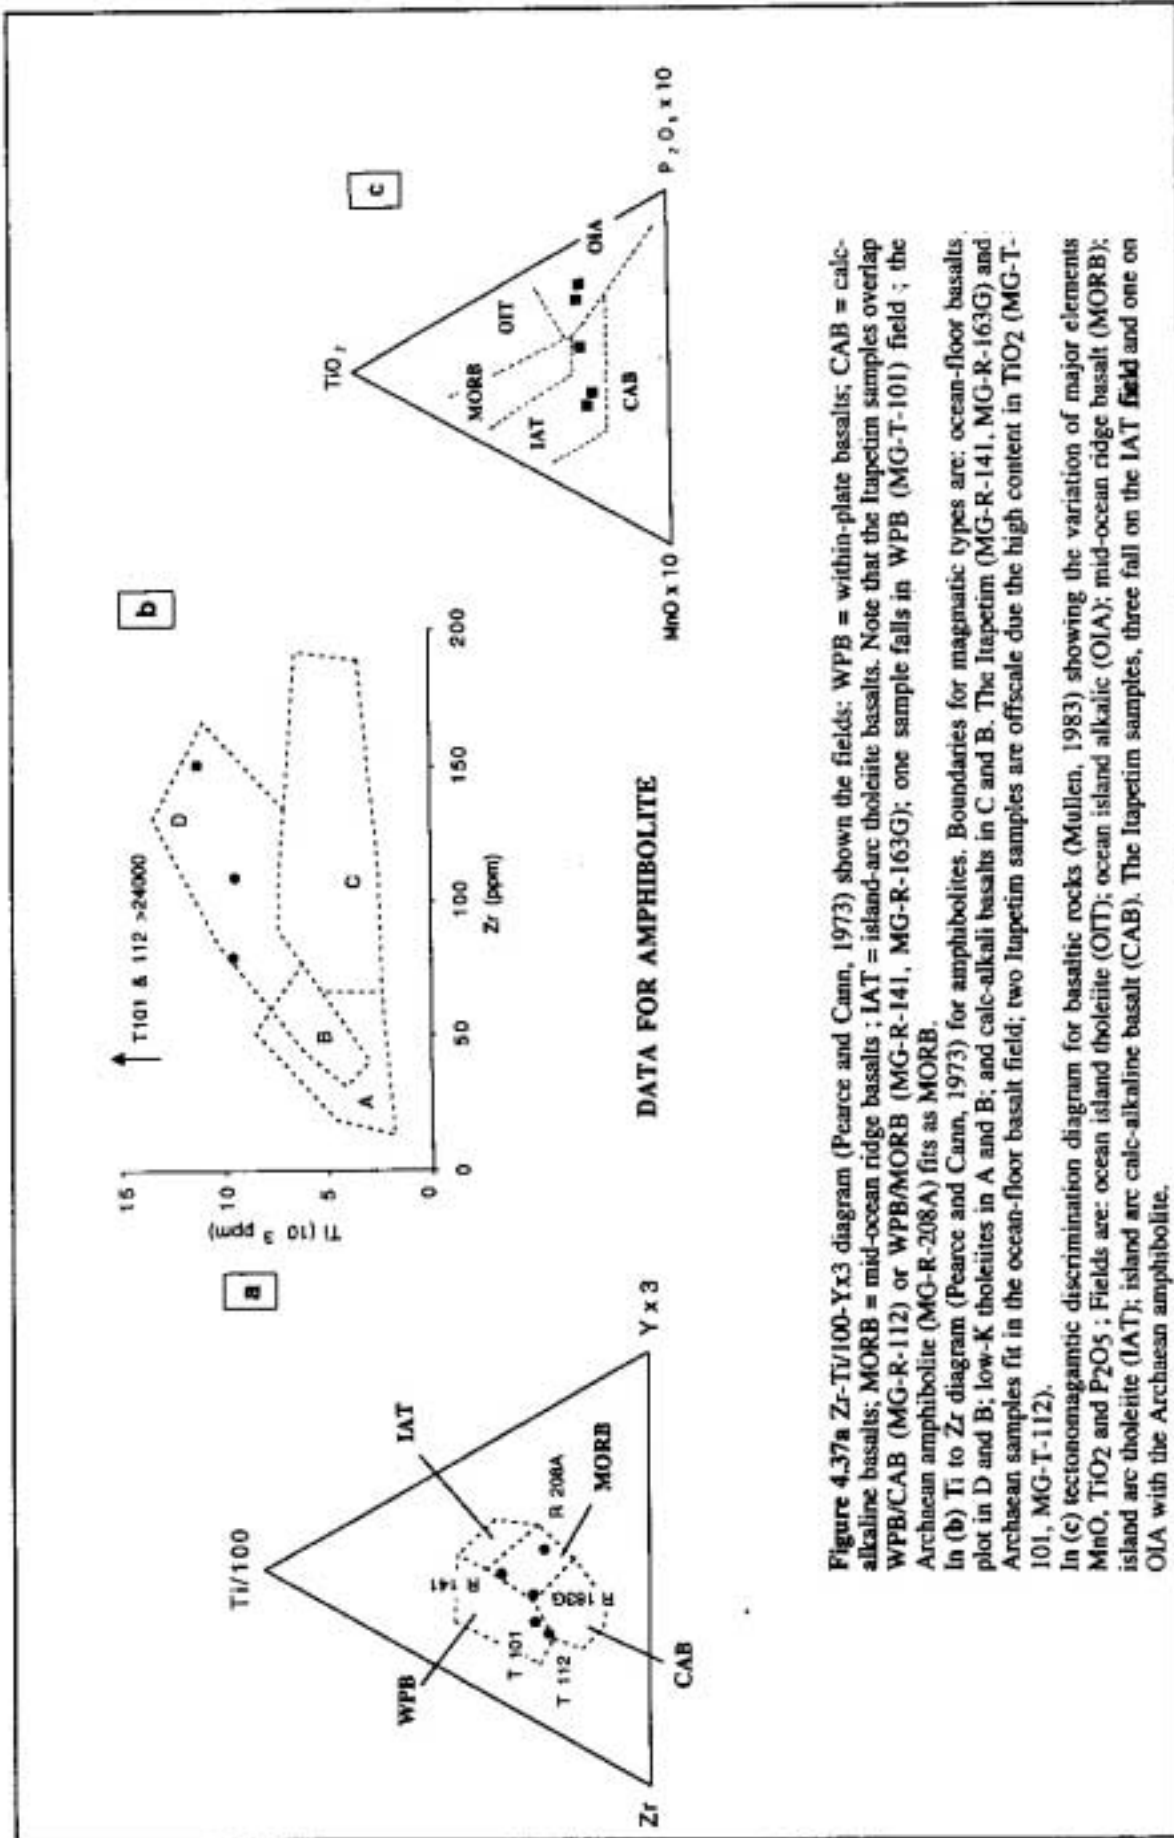 a
Ti/100
IAT
WPB
R 141
R 208A
MORB
T 101
R 163G
T 112
CAB
Zr
Y x 3
b
T101 & 112 >24000
15
10
5
0
Ti (10 3 ppm)
D
B
A
C
0
50
100
150
200
Zr (ppm)
DATA FOR AMPHIBOLITE
c
TiO2
MORB
OIT
IAT
OIA
CAB
MnO x 10
P2O5 x 10
Figure 4.37a Zr-Ti/100-Yx3 diagram (Pearce and Cann, 1973) shown the fields: WPB = within-plate basalts; CAB = calc-
alkaline basalts; MORB = mid-ocean ridge basalts ; IAT = island-arc tholeiite basalts. Note that the Itapetim samples overlap
WPB/CAB (MG-R-112) or WPB/MORB (MG-R-141, MG-R-163G); one sample falls in WPB (MG-T-101) field ; the
Archaean amphibolite (MG-R-208A) fits as MORB.
In (b) Ti to Zr diagram (Pearce and Cann, 1973) for amphibolites. Boundaries for magmatic types are: ocean-floor basalts
plot in D and B; low-K tholeiites in A and B; and calc-alkali basalts in C and B. The Itapetim (MG-R-141, MG-R-163G) and
Archaean samples fit in the ocean-floor basalt field; two Itapetim samples are offscale due the high content in TiO2 (MG-T-
101, MG-T-112).
In (c) tectonomagamtic discrimination diagram for basaltic rocks (Mullen, 1983) showing the variation of major elements
MnO, TiO2 and P2O5 ; Fields are: ocean island tholeiite (OIT); ocean island alkalic (OIA); mid-ocean ridge basalt (MORB);
island arc tholeiite (IAT); island arc calc-alkaline basalt (CAB). The Itapetim samples, three fall on the IAT field and one on
OIA with the Archaean amphibolite.